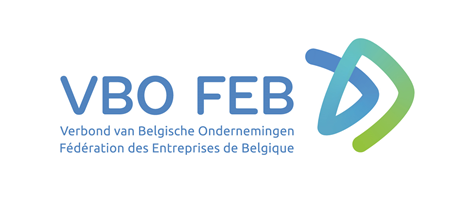 VBO FEB
Verbond van Belgische Ondernemingen
Fédération des Entreprises de Belgique